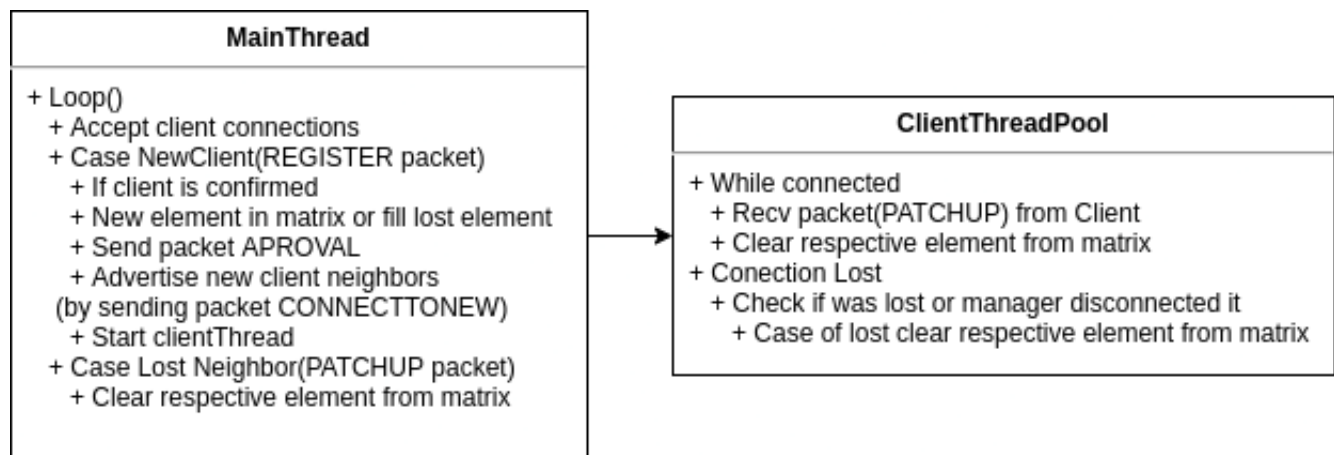 MainThread
+ Loop()
+ Accept client connections
+ Case NewClient(REGISTER packet)
+ If client is confirmed
+ New element in matrix or fill lost element
+ Send packet APROVAL
+ Advertise new client neighbors
(by sending packet CONNECTTONEW)
+ Start clientThread
+ Case Lost Neighbor(PATCHUP packet)
+ Clear respective element from matrix
ClientThreadPool
+ While connected
+ Recv packet(PATCHUP) from Client
+ Clear respective element from matrix
+ Conection Lost
+ Check if was lost or manager disconnected it
+ Case of lost clear respective element from matrix